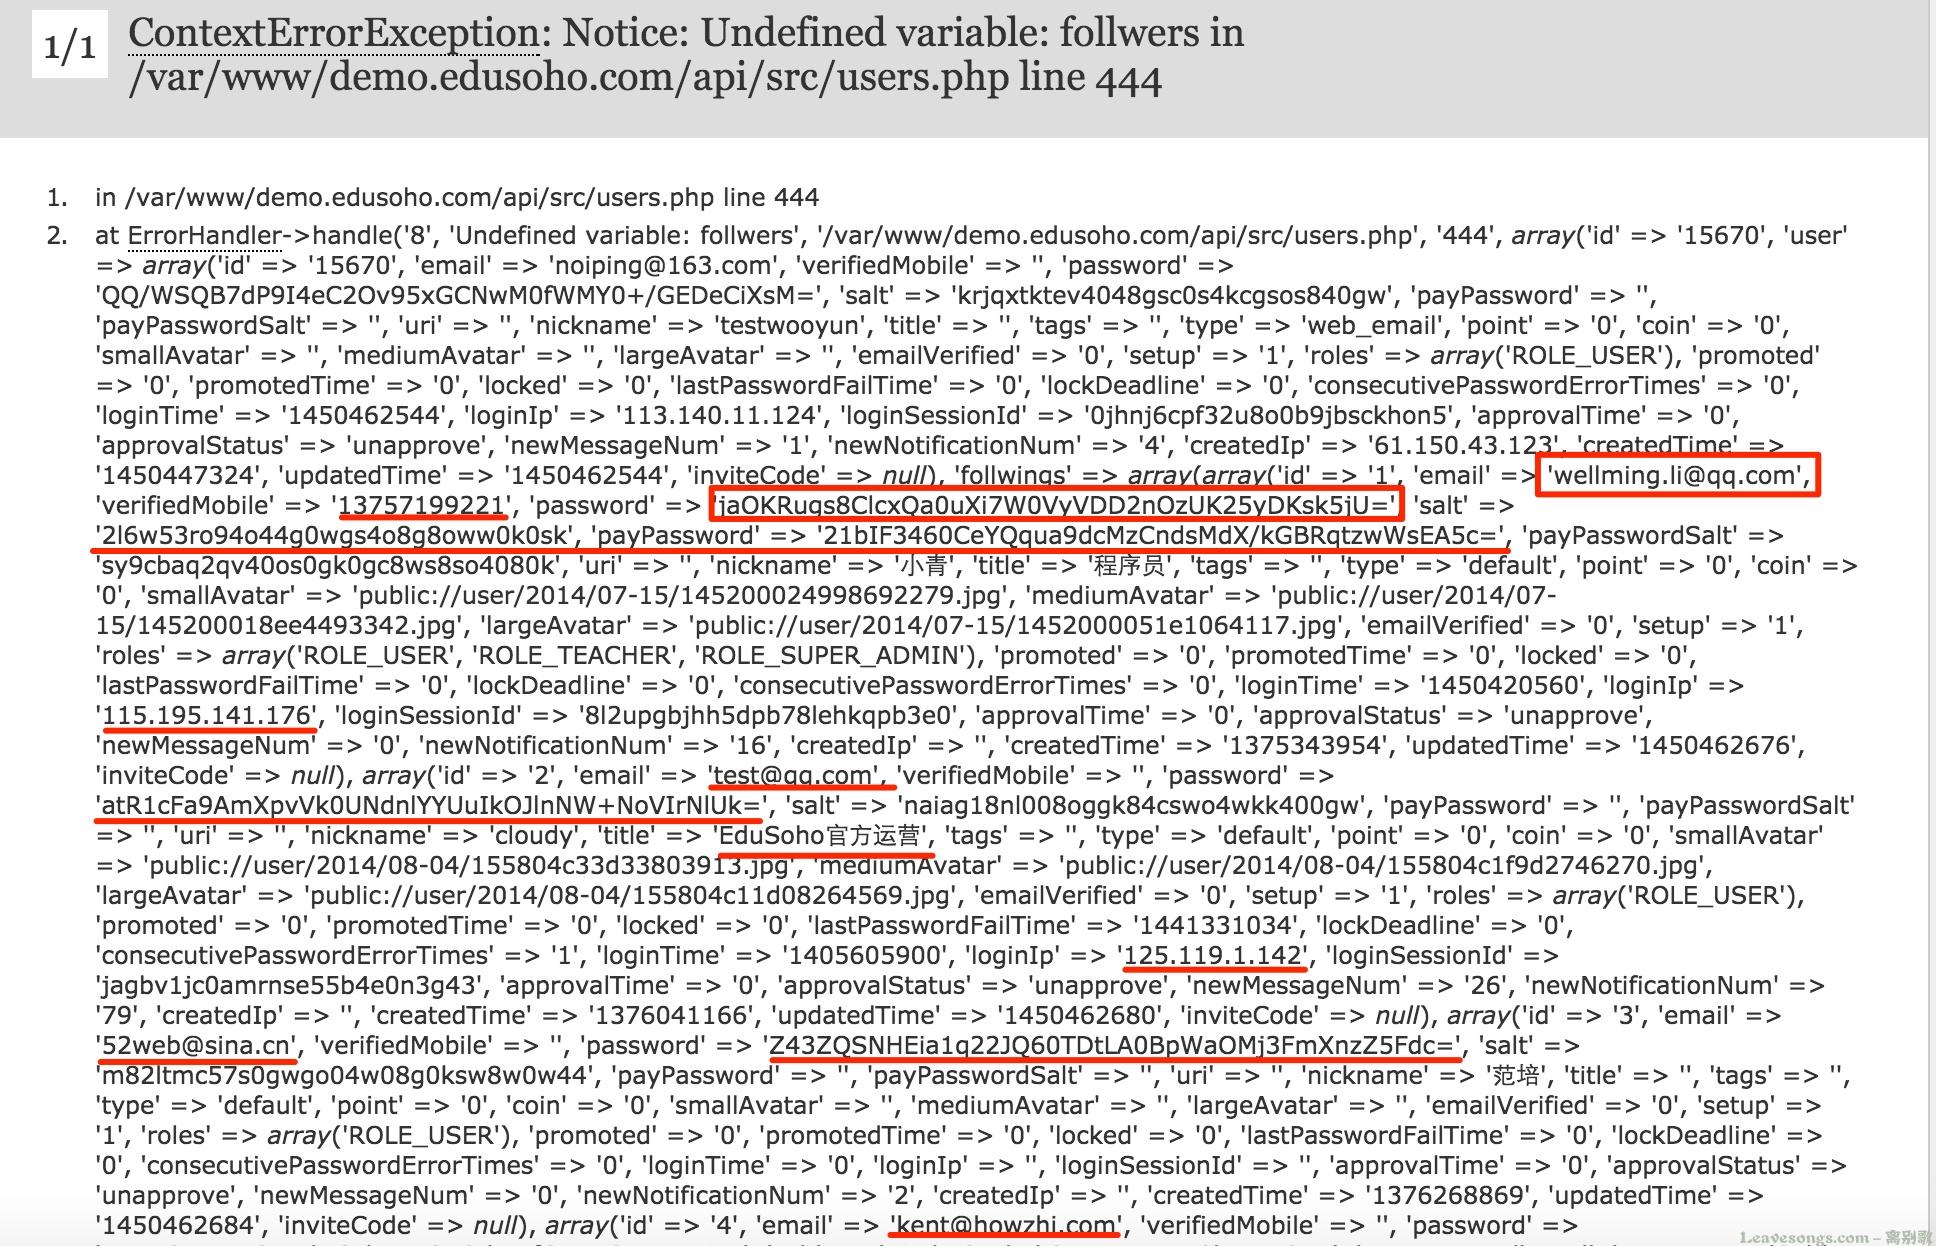 1/1
ContextErrorException: Notice: Undefined variable: follwers in
/var/www/demo.edusoho.com/api/src/users.php line 444
1. in /var/www/demo.edusoho.com/api/src/users.php line 444
2. at ErrorHandler->handle('8', 'Undefined variable: follwers', '/var/www/demo.edusoho.com/api/src/users.php', '444', array('id' => '15670', 'user'
=> array('id' => '15670', 'email' => 'noiping@163.com', 'verifiedMobile' => '', 'password' =>
'QQ/WSQB7dP9I4eC2Ov95xGCNwM0fWMY0+/GEDeCiXsM=', 'salt' => 'krjqxtktev4048gsc0s4kcgsos840gw', 'payPassword' => '',
'payPasswordSalt' => '', 'uri' => '', 'nickname' => 'testwooyun', 'title' => '', 'tags' => '', 'type' => 'web_email', 'point' => '0', 'coin' => '0',
'smallAvatar' => '', 'mediumAvatar' => '', 'largeAvatar' => '', 'emailVerified' => '0', 'setup' => '1', 'roles' => array('ROLE_USER'), 'promoted'
=> '0', 'promotedTime' => '0', 'locked' => '0', 'lastPasswordFailTime' => '0', 'lockDeadline' => '0', 'consecutivePasswordErrorTimes' => '0',
'loginTime' => '1450462544', 'loginIp' => '113.140.11.124', 'loginSessionId' => '0jhnj6cpf32u8o0b9jbsckhon5', 'approvalTime' => '0',
'approvalStatus' => 'unapprove', 'newMessageNum' => '1', 'newNotificationNum' => '4', 'createdIp' => '61.150.43.123', 'createdTime' =>
'1450447324', 'updatedTime' => '1450462544', 'inviteCode' => null), 'follwings' => array(array('id' => '1', 'email' => 'wellming.li@qq.com',
'verifiedMobile' => '13757199221', 'password' => 'jaOKRugs8ClcxQa0uXi7W0VyVDD2nOzUK25yDKsk5jU=', 'salt' =>
'2l6w53ro94o44g0wgs4o8g8oww0k0sk', 'payPassword' => '21bIF3460CeYQqua9dcMzCndsMdX/kGBRqtzwWsEA5c=', 'payPasswordSalt' =>
'sy9cbaq2qv40os0gk0gc8ws8so4080k', 'uri' => '', 'nickname' => '小青', 'title' => '程序员', 'tags' => '', 'type' => 'default', 'point' => '0', 'coin' =>
'0', 'smallAvatar' => 'public://user/2014/07-15/145200024998692279.jpg', 'mediumAvatar' => 'public://user/2014/07-
15/145200018ee4493342.jpg', 'largeAvatar' => 'public://user/2014/07-15/1452000051e1064117.jpg', 'emailVerified' => '0', 'setup' => '1',
'roles' => array('ROLE_USER', 'ROLE_TEACHER', 'ROLE_SUPER_ADMIN'), 'promoted' => '0', 'promotedTime' => '0', 'locked' => '0',
'lastPasswordFailTime' => '0', 'lockDeadline' => '0', 'consecutivePasswordErrorTimes' => '0', 'loginTime' => '1450420560', 'loginIp' =>
'115.195.141.176', 'loginSessionId' => '8l2upgbjhh5dpb78lehkqpb3e0', 'approvalTime' => '0', 'approvalStatus' => 'unapprove',
'newMessageNum' => '0', 'newNotificationNum' => '16', 'createdIp' => '', 'createdTime' => '1375343954', 'updatedTime' => '1450462676',
'inviteCode' => null), array('id' => '2', 'email' => 'test@qq.com', 'verifiedMobile' => '', 'password' =>
'atR1cFa9AmXpvVk0UNdnlYYUuIkOJlnNW+NoVIrNlUk=', 'salt' => 'naiag18nl008oggk84cswo4wkk400gw', 'payPassword' => '', 'payPasswordSalt'
=> '', 'uri' => '', 'nickname' => 'cloudy', 'title' => 'EduSoho官方运营', 'tags' => '', 'type' => 'default', 'point' => '0', 'coin' => '0', 'smallAvatar'
=> 'public://user/2014/08-04/155804c33d33803913.jpg', 'mediumAvatar' => 'public://user/2014/08-04/155804c1f9d2746270.jpg',
'largeAvatar' => 'public://user/2014/08-04/155804c11d08264569.jpg', 'emailVerified' => '0', 'setup' => '1', 'roles' => array('ROLE_USER'),
'promoted' => '0', 'promotedTime' => '0', 'locked' => '0', 'lastPasswordFailTime' => '1441331034', 'lockDeadline' => '0',
'consecutivePasswordErrorTimes' => '1', 'loginTime' => '1405605900', 'loginIp' => '125.119.1.142', 'loginSessionId' =>
'jagbv1jc0amrnse55b4e0n3g43', 'approvalTime' => '0', 'approvalStatus' => 'unapprove', 'newMessageNum' => '26', 'newNotificationNum' =>
'79', 'createdIp' => '', 'createdTime' => '1376041166', 'updatedTime' => '1450462680', 'inviteCode' => null), array('id' => '3', 'email' =>
'52web@sina.cn', 'verifiedMobile' => '', 'password' => 'Z43ZQSNHEia1q22JQ60TDtLA0BpWaOMj3FmXnzZ5Fdc=', 'salt' =>
'm82ltmc57s0gwgo04w08g0ksw8w0w44', 'payPassword' => '', 'payPasswordSalt' => '', 'uri' => '', 'nickname' => '范培', 'title' => '', 'tags' => '',
'type' => 'default', 'point' => '0', 'coin' => '0', 'smallAvatar' => '', 'mediumAvatar' => '', 'largeAvatar' => '', 'emailVerified' => '0', 'setup' =>
'1', 'roles' => array('ROLE_USER'), 'promoted' => '0', 'promotedTime' => '0', 'locked' => '0', 'lastPasswordFailTime' => '0', 'lockDeadline' =>
'0', 'consecutivePasswordErrorTimes' => '0', 'loginTime' => '0', 'loginIp' => '', 'loginSessionId' => '', 'approvalTime' => '0', 'approvalStatus' =>
'unapprove', 'newMessageNum' => '0', 'newNotificationNum' => '2', 'createdIp' => '', 'createdTime' => '1376268869', 'updatedTime' =>
'1450462684', 'inviteCode' => null), array('id' => '4', 'email' => 'kent@howzhi.com', 'verifiedMobile' => '', 'password' =>
Leavesongs.com - 离别歌